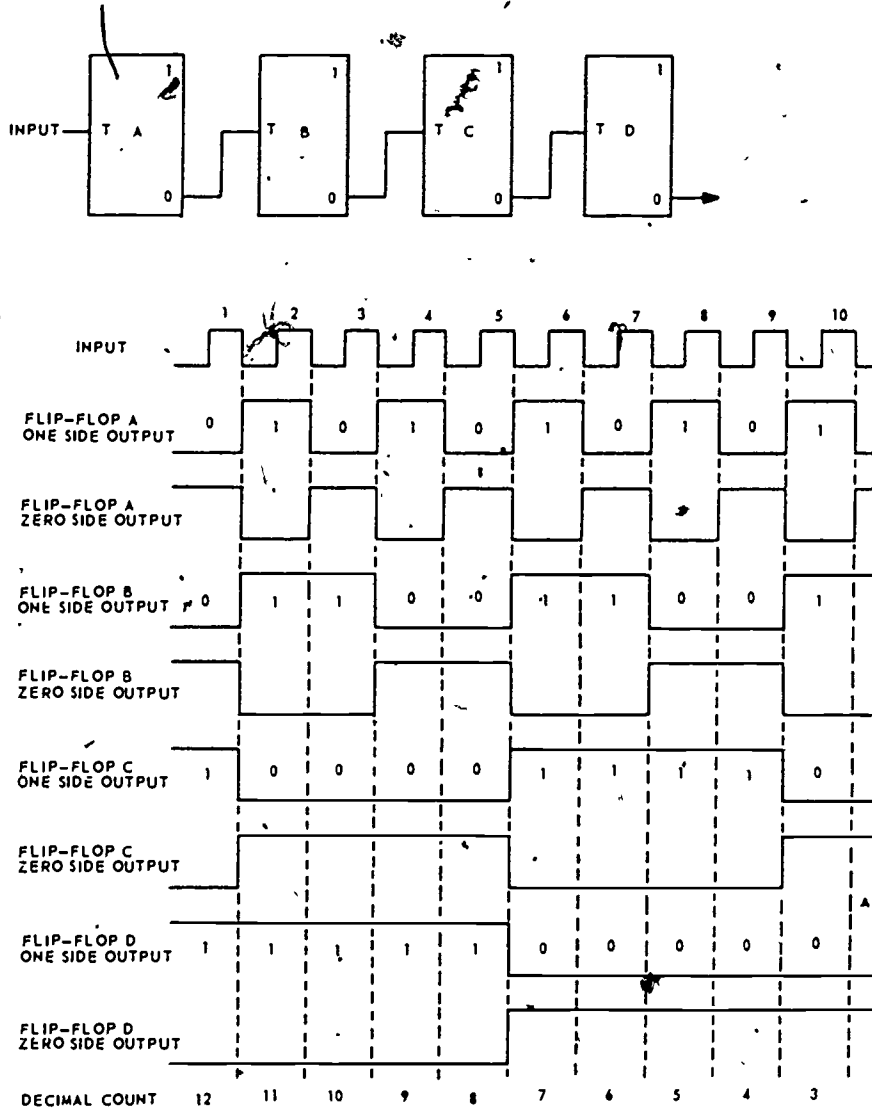 1 1 1 1
INPUT T A T B T C T D
0 0 0 0
1 2 3 4 5 6 7 8 9 10
INPUT
FLIP-FLOP A
ONE SIDE OUTPUT
0 1 0 1 0 1 0 1 0 1
FLIP-FLOP A
ZERO SIDE OUTPUT
FLIP-FLOP B
ONE SIDE OUTPUT
0 1 1 0 0 1 1 0 0 1
FLIP-FLOP B
ZERO SIDE OUTPUT
FLIP-FLOP C
ONE SIDE OUTPUT
1 0 0 0 0 1 1 1 1 0
FLIP-FLOP C
ZERO SIDE OUTPUT
A
FLIP-FLOP D
ONE SIDE OUTPUT
1 1 1 1 1 0 0 0 0 0
FLIP-FLOP D
ZERO SIDE OUTPUT
DECIMAL COUNT 12 11 10 9 8 7 6 5 4 3